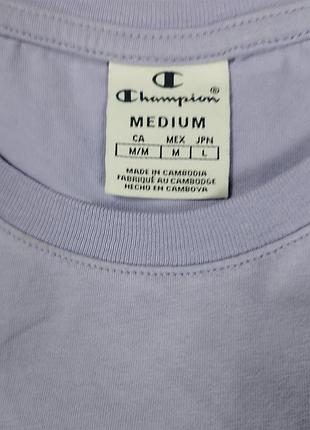 Champion®
MEDIUM
CA MEX JPN
M/M M L
MADE IN CAMBODIA
FABRIQUÉ AU CAMBODGE
HECHO EN CAMBOYA